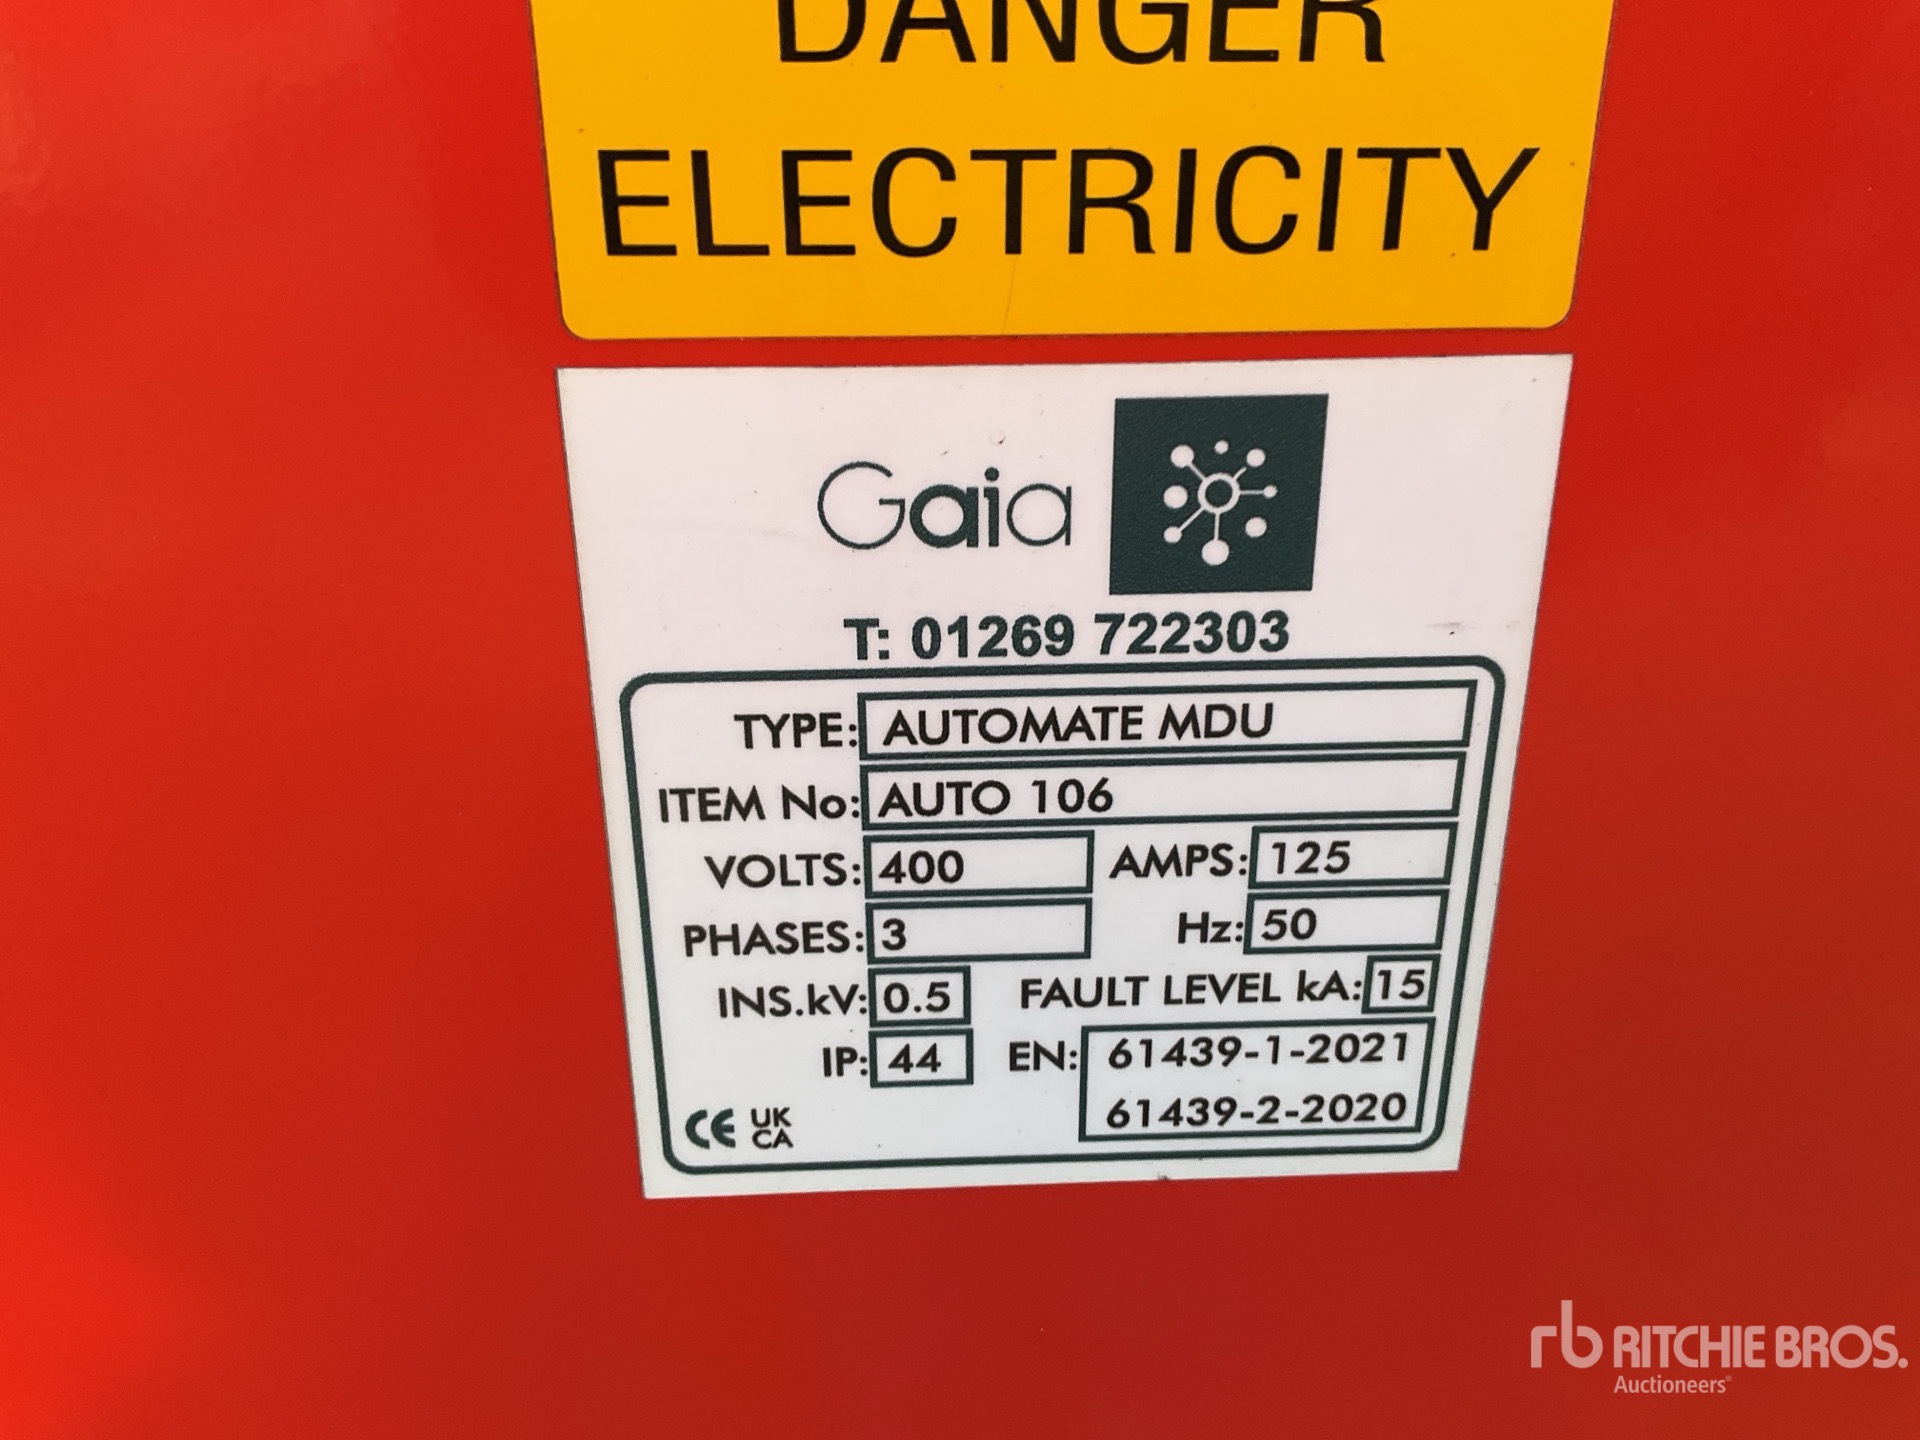 DANGER
ELECTRICITY
Gaia
T: 01269 722303
TYPE: AUTOMATE MDU
ITEM No: AUTO 106
VOLTS: 400 AMPS: 125
PHASES: 3 Hz: 50
INS.kV: 0.5 FAULT LEVEL kA: 15
IP: 44 EN: 61439-1-2021
61439-2-2020
CE UK
CA
rb RITCHIE BROS.
Auctioneers®